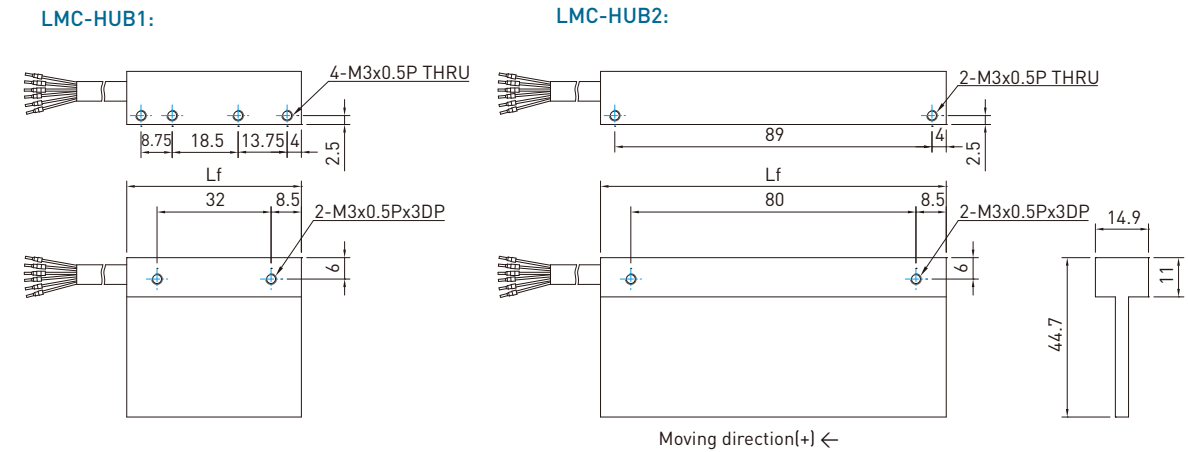 LMC-HUB1:
LMC-HUB2:
4-M3x0.5P THRU
8.75
18.5
13.75
4
2.5
2-M3x0.5P THRU
89
4
2.5
Lf
32
8.5
2-M3x0.5Px3DP
6
Lf
80
8.5
2-M3x0.5Px3DP
6
14.9
11
44.7
Moving direction(+) ←